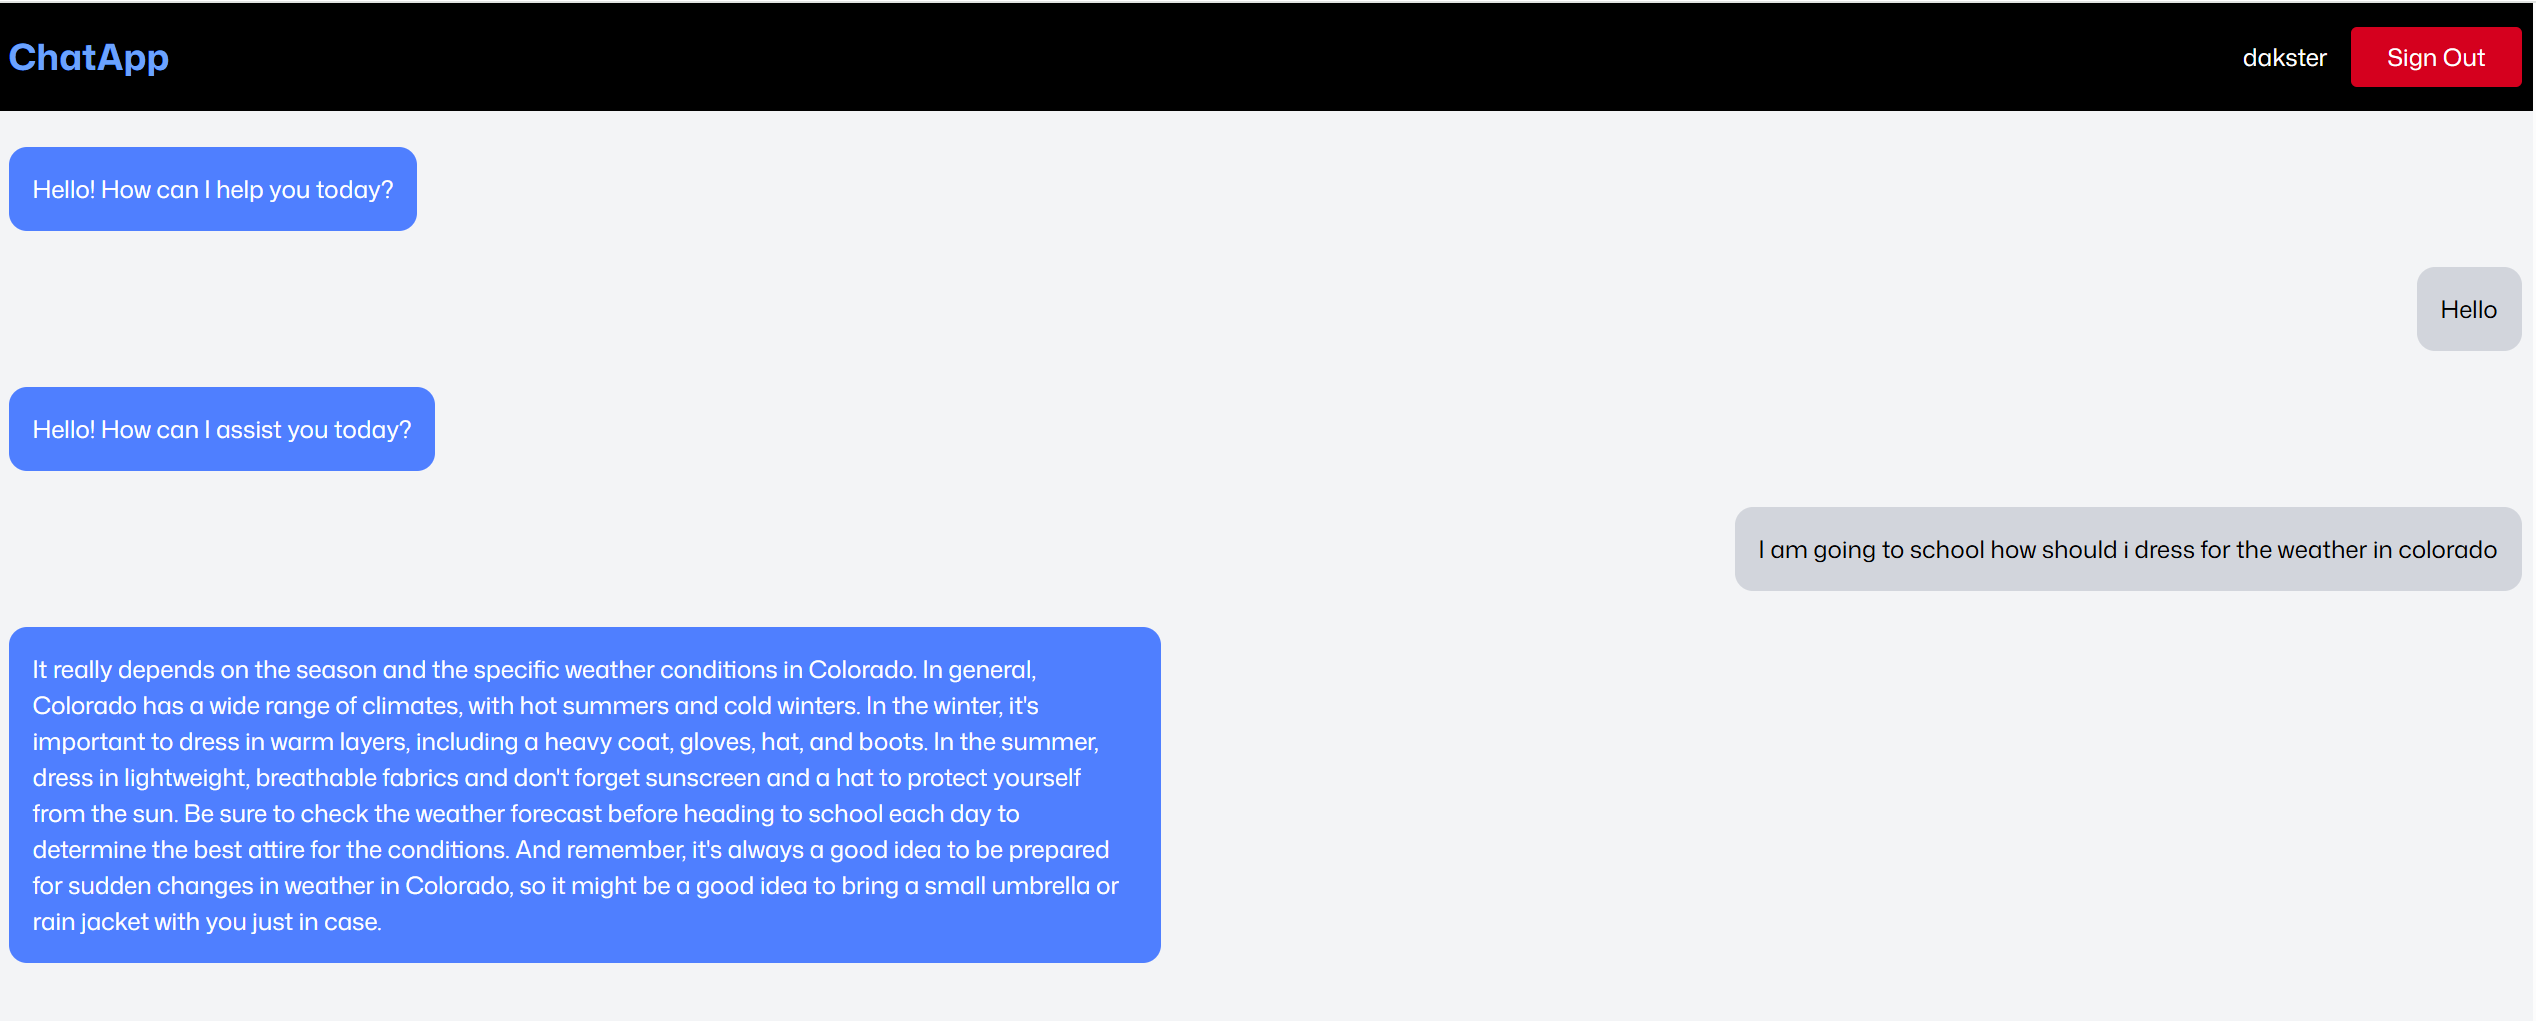 ChatApp
dakster
Sign Out
Hello! How can I help you today?
Hello
Hello! How can I assist you today?
I am going to school how should i dress for the weather in colorado
It really depends on the season and the specific weather conditions in Colorado. In general,
Colorado has a wide range of climates, with hot summers and cold winters. In the winter, it's
important to dress in warm layers, including a heavy coat, gloves, hat, and boots. In the summer,
dress in lightweight, breathable fabrics and don't forget sunscreen and a hat to protect yourself
from the sun. Be sure to check the weather forecast before heading to school each day to
determine the best attire for the conditions. And remember, it's always a good idea to be prepared
for sudden changes in weather in Colorado, so it might be a good idea to bring a small umbrella or
rain jacket with you just in case.